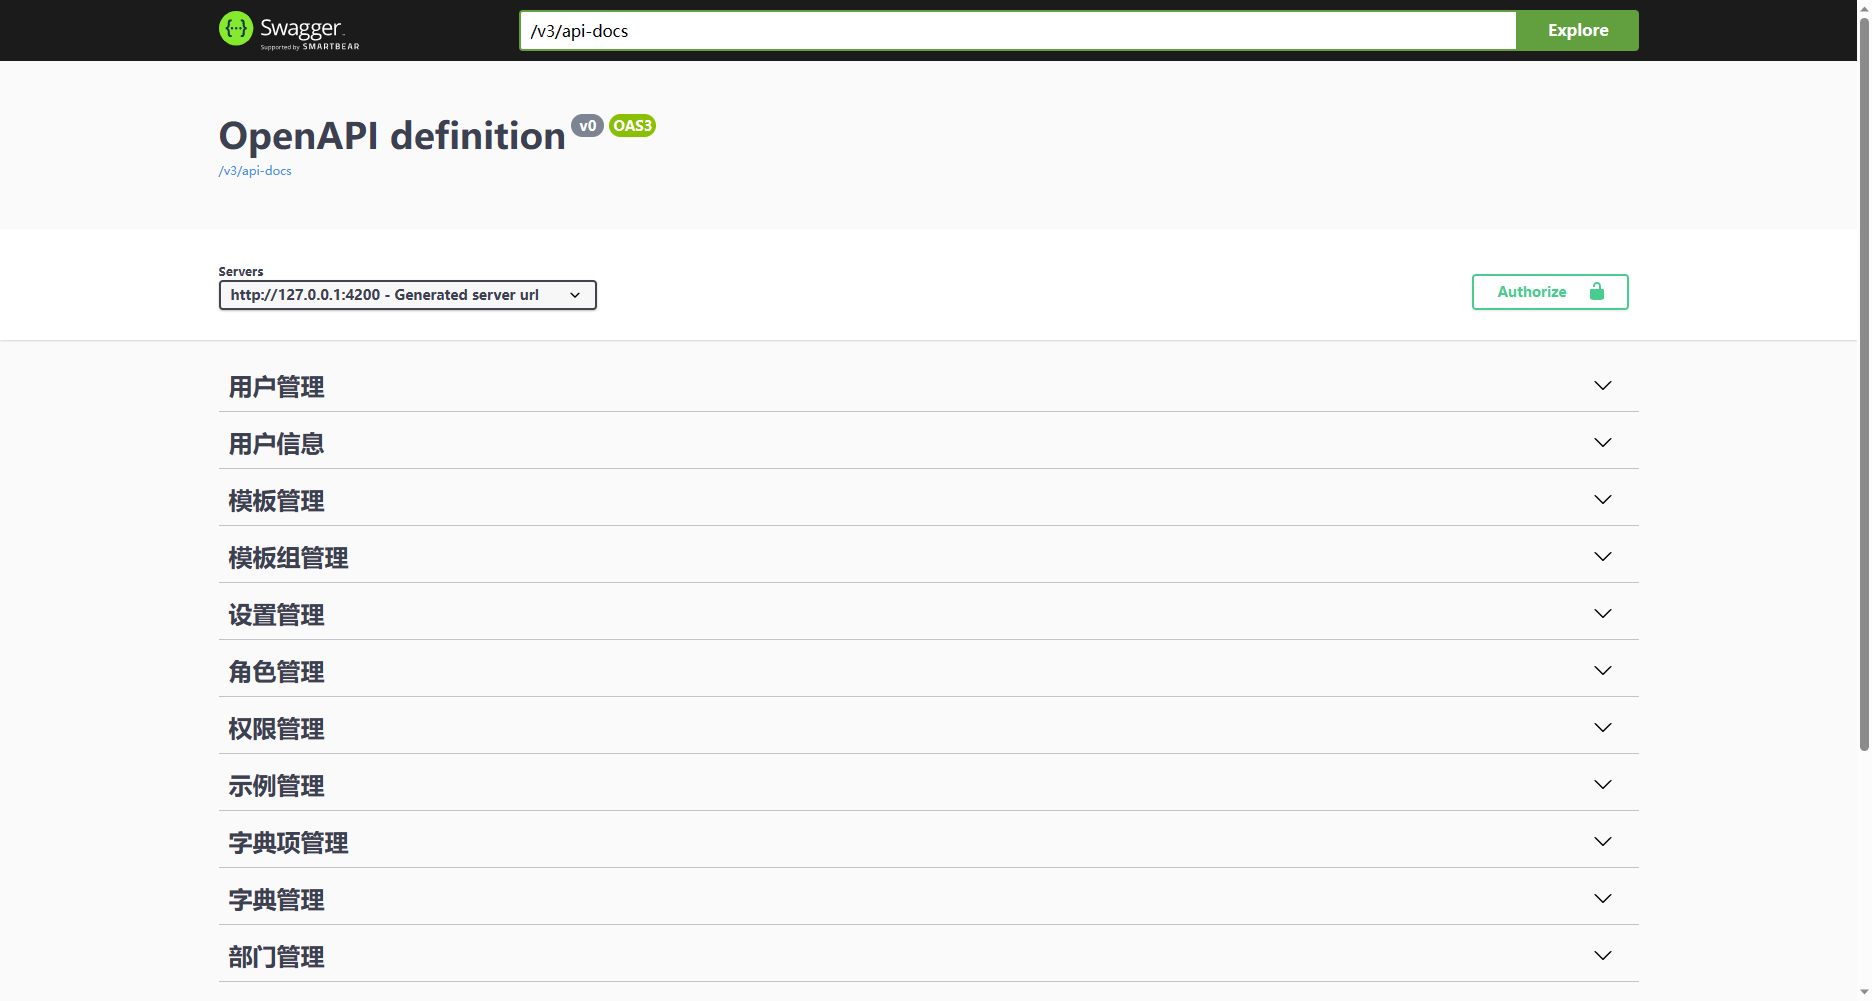 Swagger
Supported by SMARTBEAR
/v3/api-docs
Explore
OpenAPI definition v0 OAS3
/v3/api-docs
Servers
http://127.0.0.1:4200 - Generated server url
Authorize
用户管理
用户信息
模板管理
模板组管理
设置管理
角色管理
权限管理
示例管理
字典项管理
字典管理
部门管理